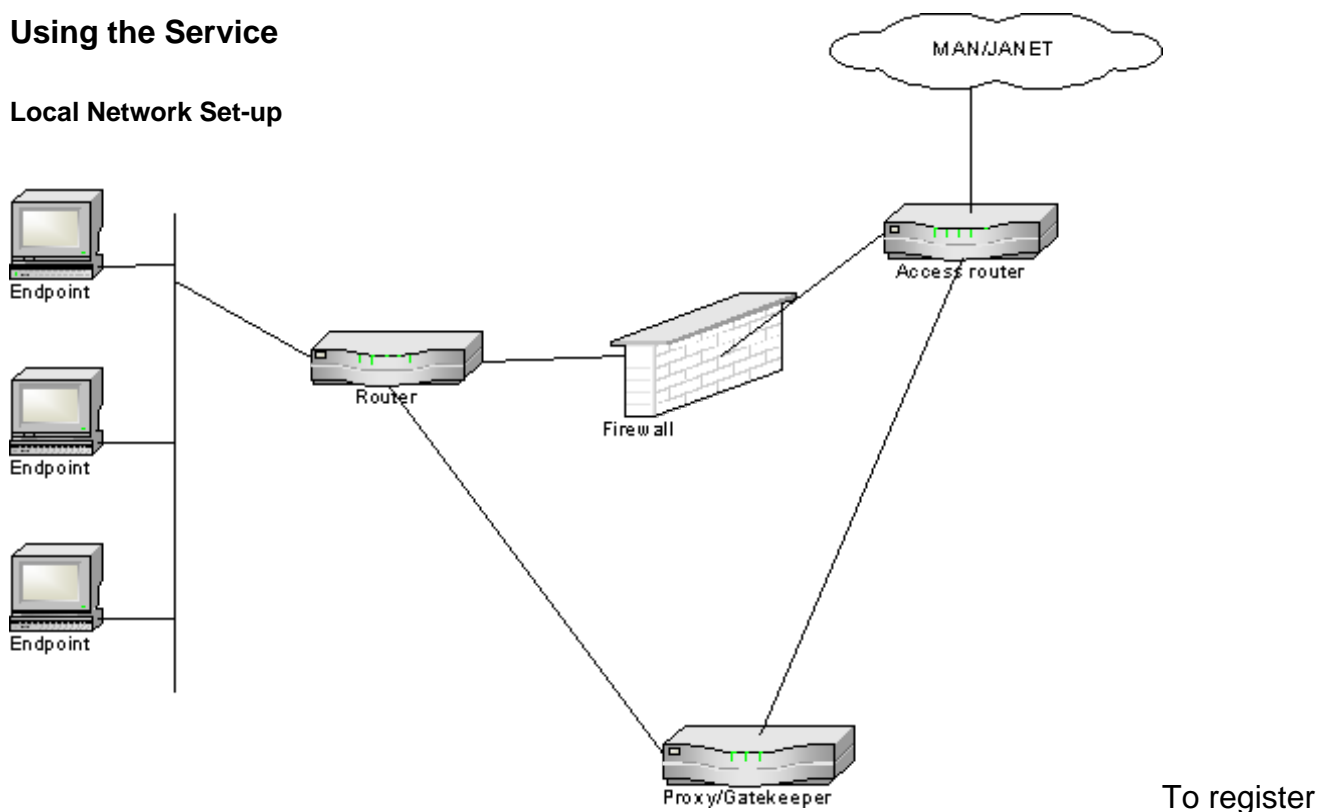 Using the Service
MAN/JANET
Local Network Set-up
Endpoint
Access router
Router
Firewall
Endpoint
Endpoint
Proxy/Gatekeeper
To register